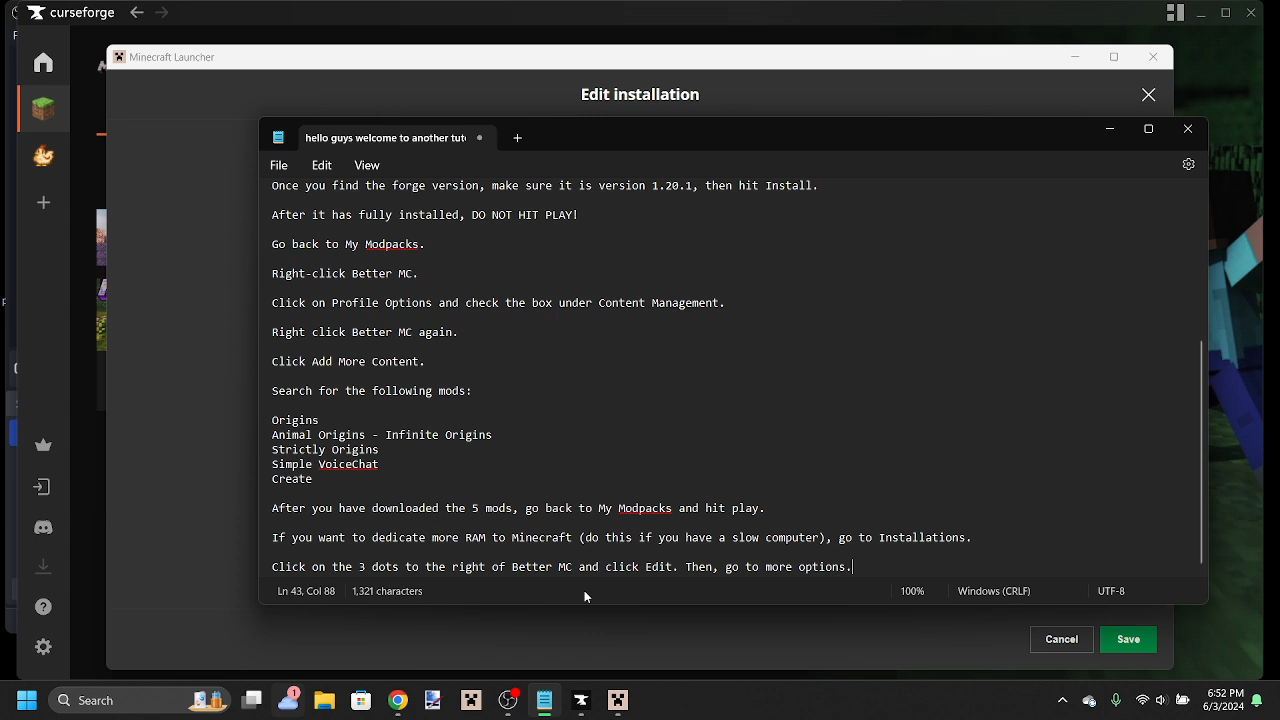 curseforge
Minecraft Launcher
Edit installation
hello guys welcome to another tut
File Edit View
Once you find the forge version, make sure it is version 1.20.1, then hit Install.
After it has fully installed, DO NOT HIT PLAY!
Go back to My Modpacks.
Right-click Better MC.
Click on Profile Options and check the box under Content Management.
Right click Better MC again.
Click Add More Content.
Search for the following mods:
Origins
Animal Origins - Infinite Origins
Strictly Origins
Simple VoiceChat
Create
After you have downloaded the 5 mods, go back to My Modpacks and hit play.
If you want to dedicate more RAM to Minecraft (do this if you have a slow computer), go to Installations.
Click on the 3 dots to the right of Better MC and click Edit. Then, go to more options.
Ln 43, Col 88 1,321 characters 100% Windows (CRLF) UTF-8
Cancel Save
Search 1 6:52 PM
6/3/2024